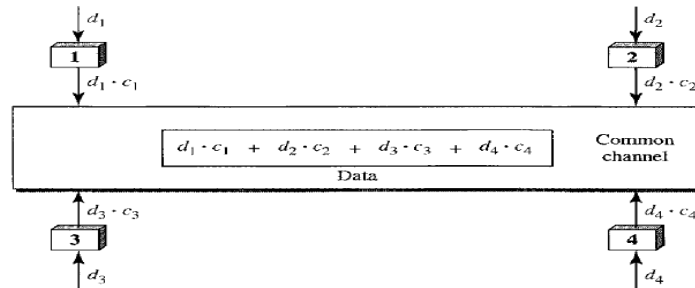 d₁ d₂
1 2
d₁ · c₁ d₂ · c₂
d₁ · c₁ + d₂ · c₂ + d₃ · c₃ + d₄ · c₄
Common
channel
Data
d₃ · c₃ d₄ · c₄
3 4
d₃ d₄